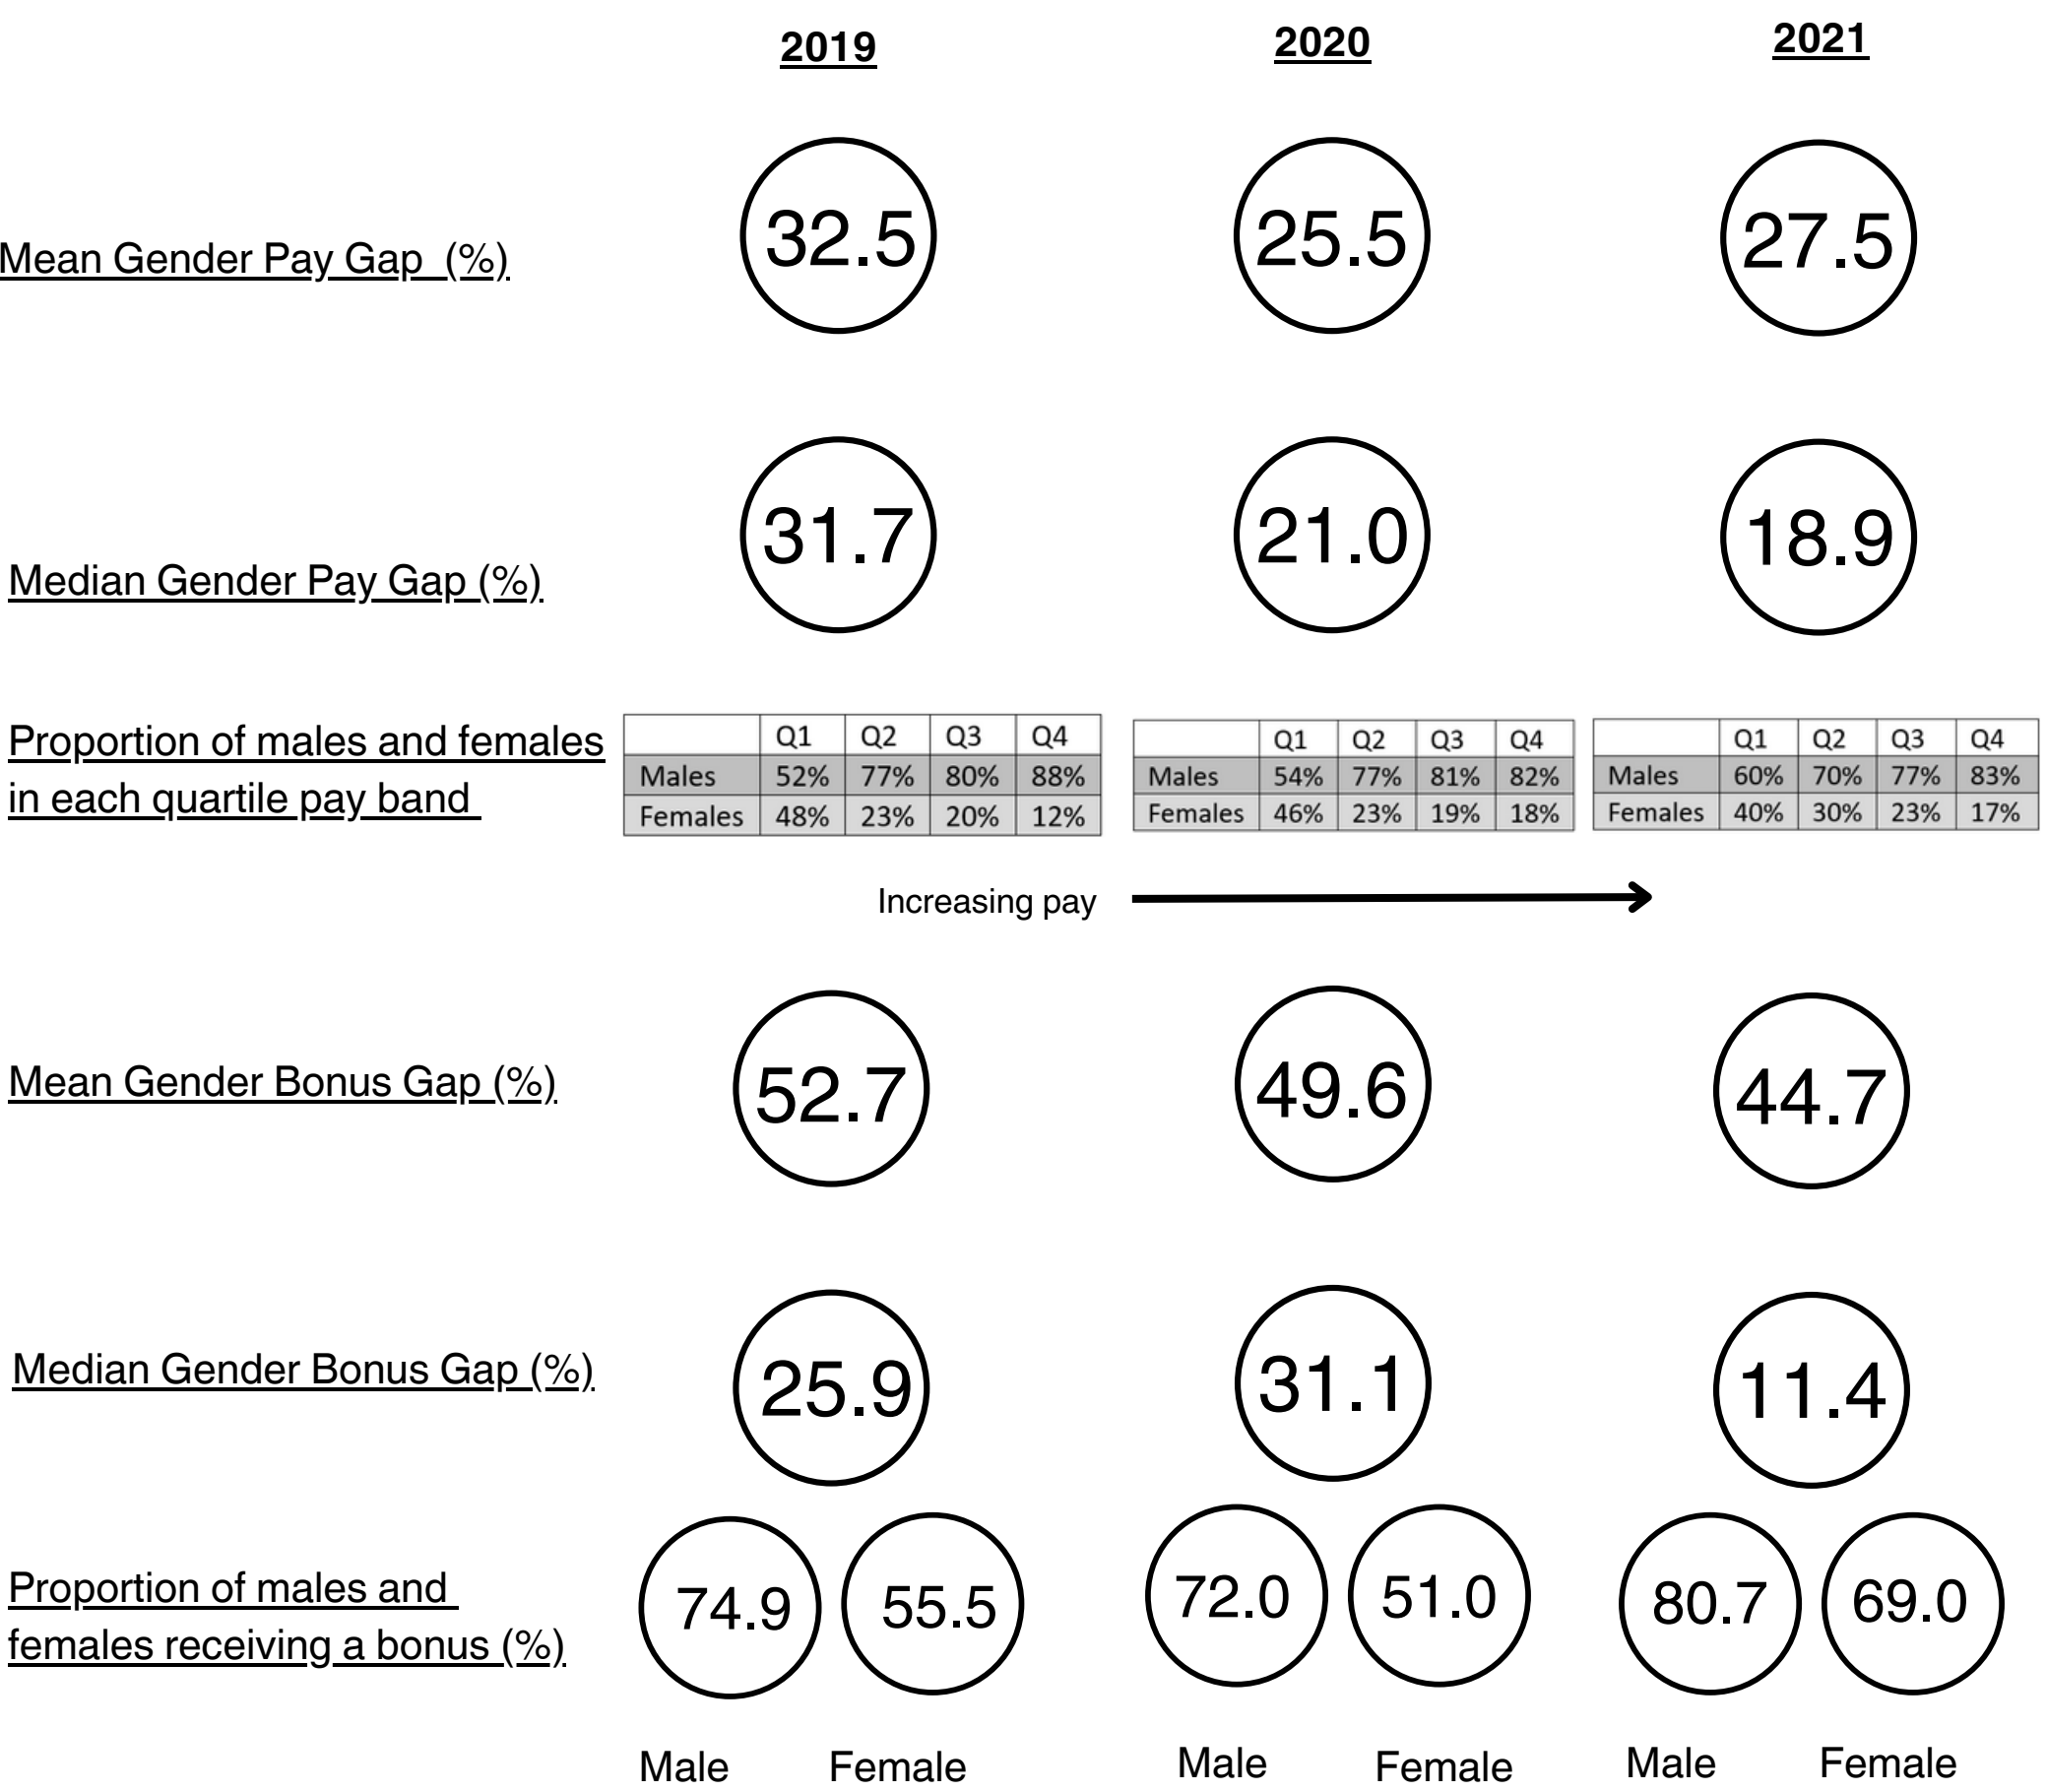 2019 2020 2021
Mean Gender Pay Gap (%) 32.5 25.5 27.5
Median Gender Pay Gap (%) 31.7 21.0 18.9
Proportion of males and females
in each quartile pay band
Q1 Q2 Q3 Q4
Males 52% 77% 80% 88%
Females 48% 23% 20% 12%
Q1 Q2 Q3 Q4
Males 54% 77% 81% 82%
Females 46% 23% 19% 18%
Q1 Q2 Q3 Q4
Males 60% 70% 77% 83%
Females 40% 30% 23% 17%
Increasing pay
Mean Gender Bonus Gap (%) 52.7 49.6 44.7
Median Gender Bonus Gap (%) 25.9 31.1 11.4
Proportion of males and
females receiving a bonus (%)
74.9 55.5 72.0 51.0 80.7 69.0
Male Female Male Female Male Female